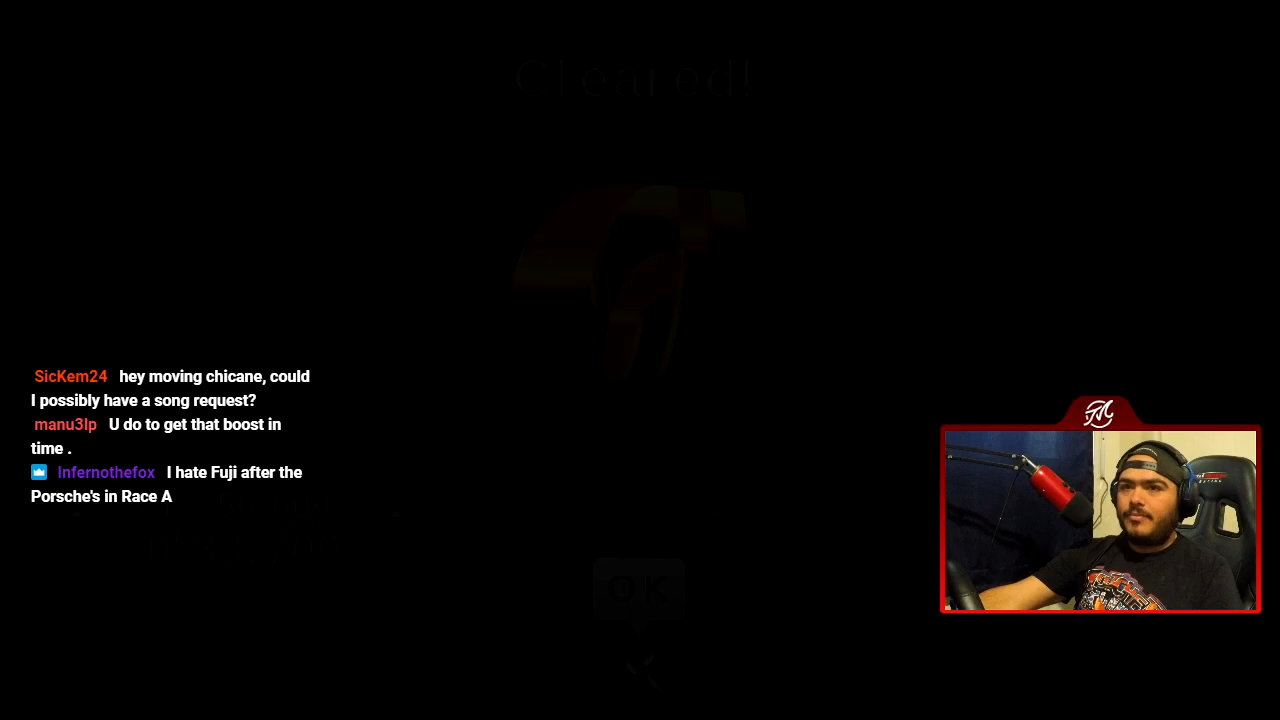 Cleared!
SicKem24 hey moving chicane, could
I possibly have a song request?
manu3lp U do to get that boost in
time .
Infernothefox I hate Fuji after the
Porsche's in Race A
OK